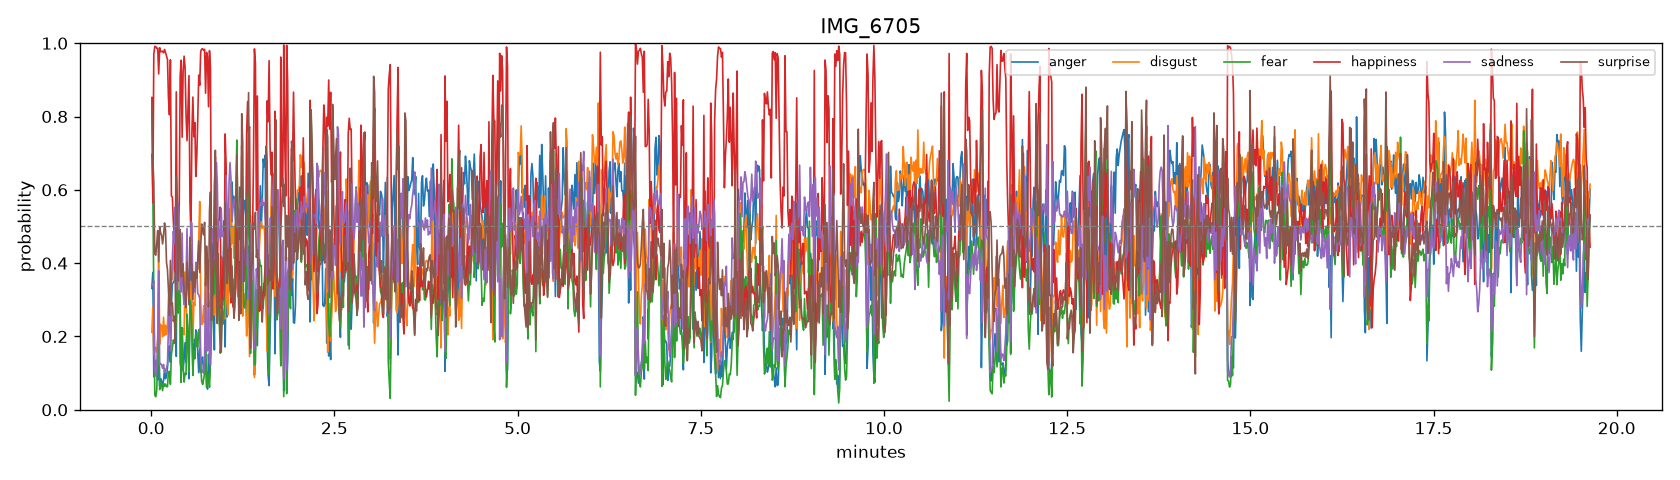 IMG_6705
anger disgust fear happiness sadness surprise
1.0
0.8
0.6
0.4
0.2
0.0
probability
0.0 2.5 5.0 7.5 10.0 12.5 15.0 17.5 20.0
minutes